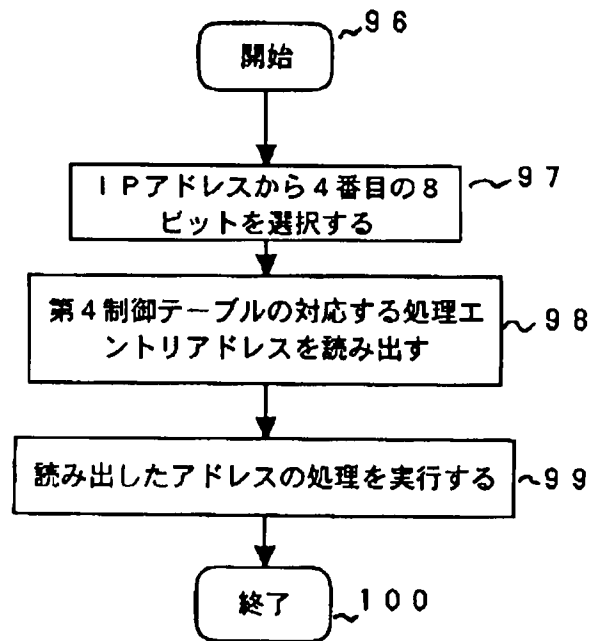 開始
~96
IPアドレスから4番目の8
ビットを選択する
~97
第4制御テーブルの対応する処理エ
ントリアドレスを読み出す
~98
読み出したアドレスの処理を実行する
~99
終了
~100